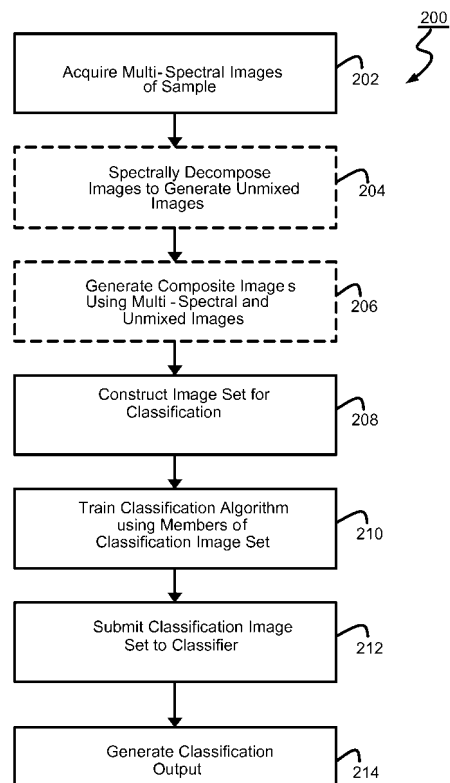 200
Acquire Multi-Spectral Images
of Sample
202
Spectrally Decompose
Images to Generate Unmixed
Images
204
Generate Composite Images
Using Multi-Spectral and
Unmixed Images
206
Construct Image Set for
Classification
208
Train Classification Algorithm
using Members of
Classification Image Set
210
Submit Classification Image
Set to Classifier
212
Generate Classification
Output
214